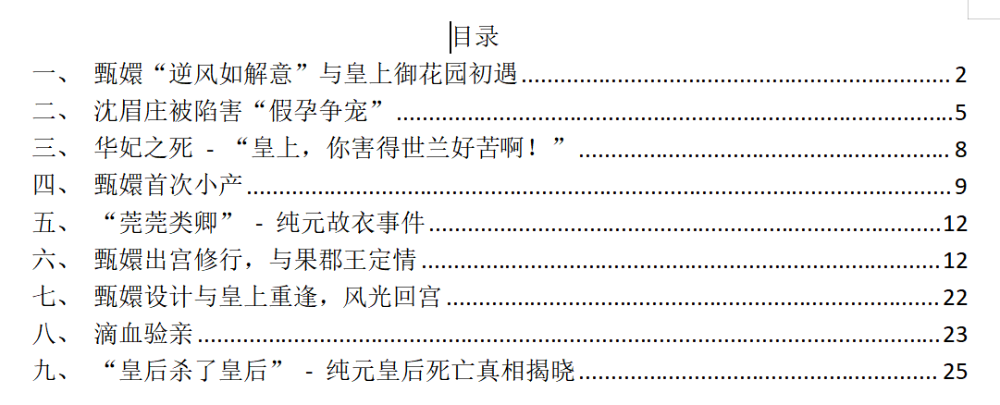 目录
一、 甄嬛“逆风如解意”与皇上御花园初遇........................................................2
二、 沈眉庄被陷害“假孕争宠”........................................................................5
三、 华妃之死 - “皇上，你害得世兰好苦啊！”................................................8
四、 甄嬛首次小产..........................................................................................9
五、 “莞莞类卿” - 纯元故衣事件..................................................................12
六、 甄嬛出宫修行，与果郡王定情..................................................................12
七、 甄嬛设计与皇上重逢，风光回宫................................................................22
八、 滴血验亲................................................................................................23
九、 “皇后杀了皇后” - 纯元皇后死亡真相揭晓................................................25